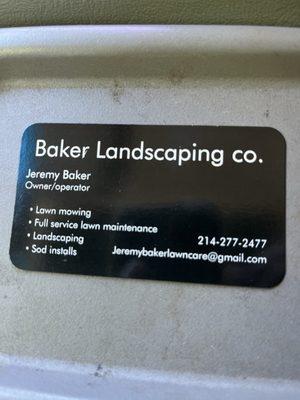 Baker Landscaping co.
Jeremy Baker
Owner/operator
• Lawn mowing
• Full service lawn maintenance
• Landscaping
• Sod installs
214-277-2477
Jeremybakerlawncare@gmail.com